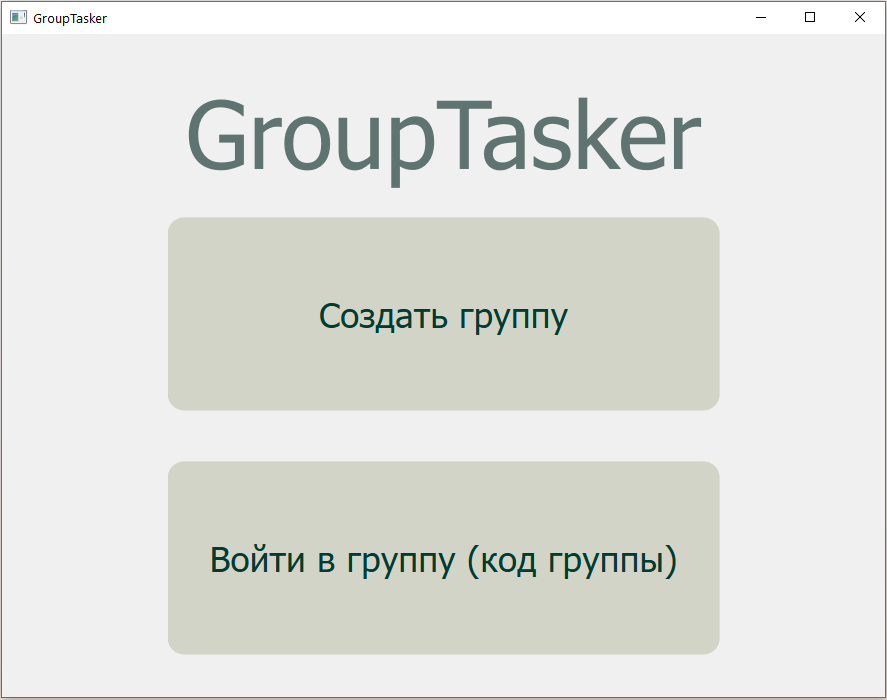 GroupTasker
GroupTasker
Создать группу
Войти в группу (код группы)